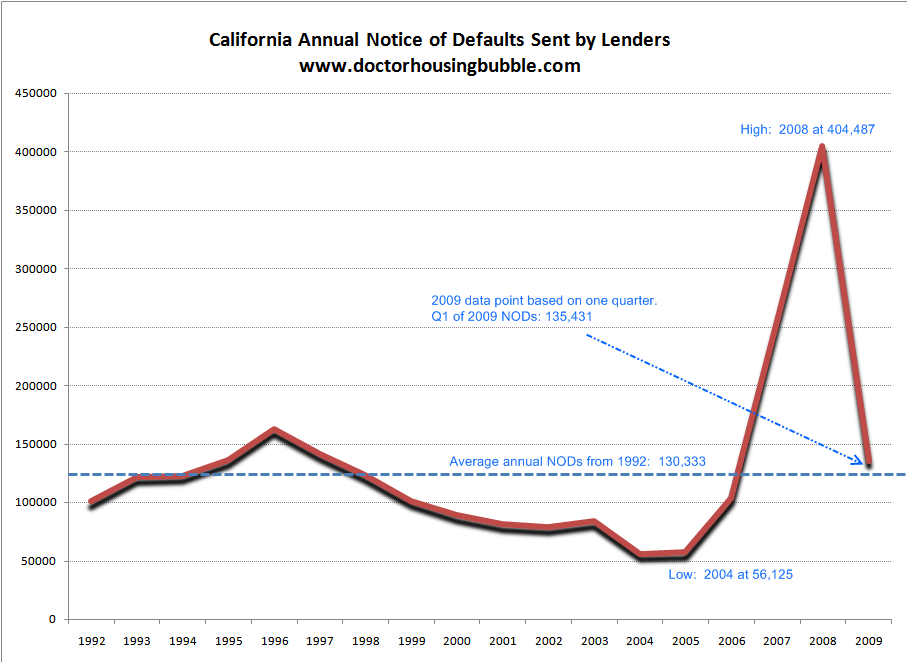 California Annual Notice of Defaults Sent by Lenders
www.doctorhousingbubble.com
450000
High:  2008 at 404,487
400000
350000
300000
2009 data point based on one quarter.
Q1 of 2009 NODs: 135,431
250000
200000
150000
Average annual NODs from 1992:  130,333
100000
50000
Low:  2004 at 56,125
0
1992 1993 1994 1995 1996 1997 1998 1999 2000 2001 2002 2003 2004 2005 2006 2007 2008 2009